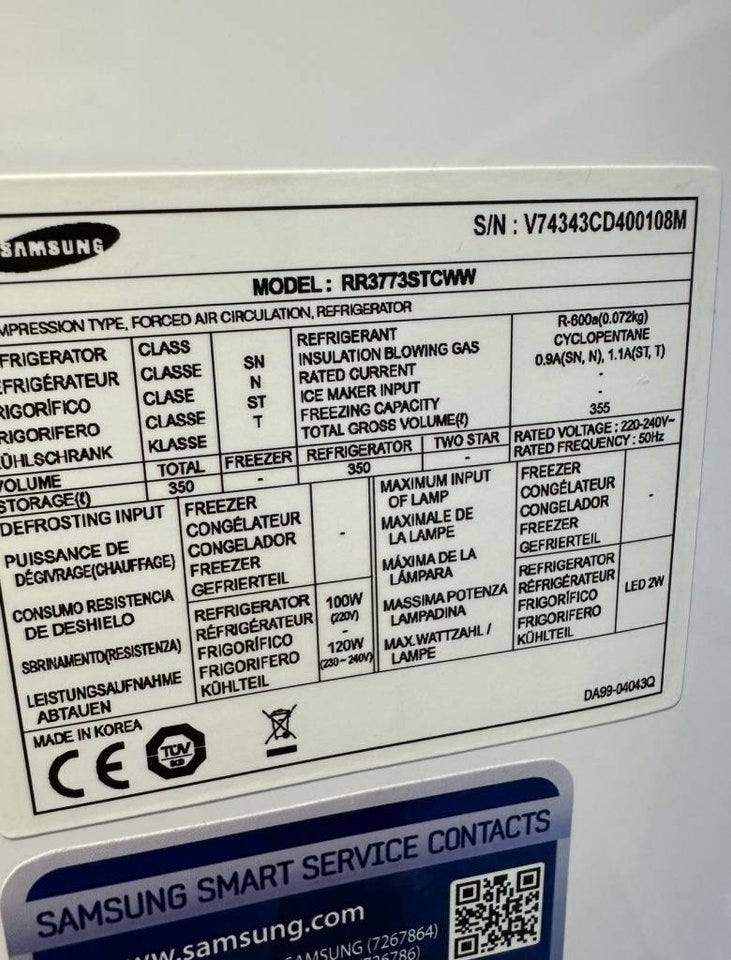 SAMSUNG
S/N : V74343CD400108M
MODEL : RR3773STCWW
MPRESSION TYPE, FORCED AIR CIRCULATION, REFRIGERATOR
FRIGERATOR
FRIGÉRATEUR
RIGORÍFICO
RIGORIFERO
ÜHLSCHRANK
CLASS
CLASSE
CLASE
CLASSE
KLASSE
SN
N
ST
T
REFRIGERANT
INSULATION BLOWING GAS
RATED CURRENT
ICE MAKER INPUT
FREEZING CAPACITY
TOTAL GROSS VOLUME(ℓ)
R-600a(0.072kg)
CYCLOPENTANE
0.9A(SN, N), 1.1A(ST, T)
-
-
355
VOLUME
STORAGE(ℓ)
TOTAL
350
FREEZER
-
REFRIGERATOR
350
TWO STAR
-
RATED VOLTAGE : 220-240V~
RATED FREQUENCY : 50Hz
DEFROSTING INPUT
PUISSANCE DE
DÉGIVRAGE(CHAUFFAGE)
CONSUMO RESISTENCIA
DE DESHIELO
SBRINAMENTO(RESISTENZA)
LEISTUNGSAUFNAHME
ABTAUEN
FREEZER
CONGÉLATEUR
CONGELADOR
FREEZER
GEFRIERTEIL
-
REFRIGERATOR
RÉFRIGÉRATEUR
FRIGORÍFICO
FRIGORIFERO
KÜHLTEIL
100W
(220V)
-
120W
(230~240V)
MAXIMUM INPUT
OF LAMP
MAXIMALE DE
LA LAMPE
MÁXIMA DE LA
LÁMPARA
MASSIMA POTENZA
LAMPADINA
MAX.WATTZAHL /
LAMPE
FREEZER
CONGÉLATEUR
CONGELADOR
FREEZER
GEFRIERTEIL
-
REFRIGERATOR
RÉFRIGÉRATEUR
FRIGORÍFICO
FRIGORIFERO
KÜHLTEIL
LED 2W
DA99-04043Q
MADE IN KOREA
CE
TÜV
SAMSUNG SMART SERVICE CONTACTS
w.samsung.com
AMSUNG (7267864)
726786)